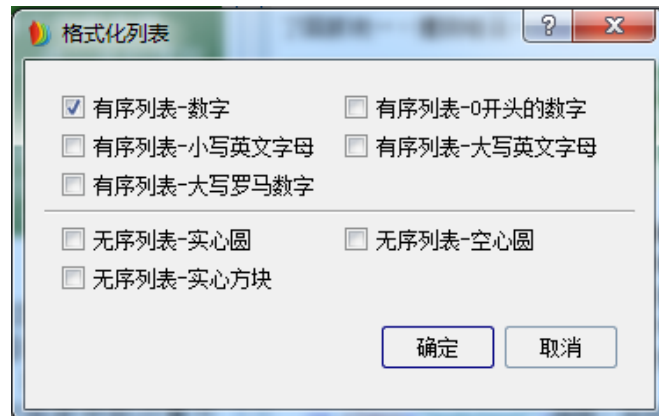 格式化列表
有序列表-数字 有序列表-0开头的数字
有序列表-小写英文字母 有序列表-大写英文字母
有序列表-大写罗马数字
无序列表-实心圆 无序列表-空心圆
无序列表-实心方块
确定 取消